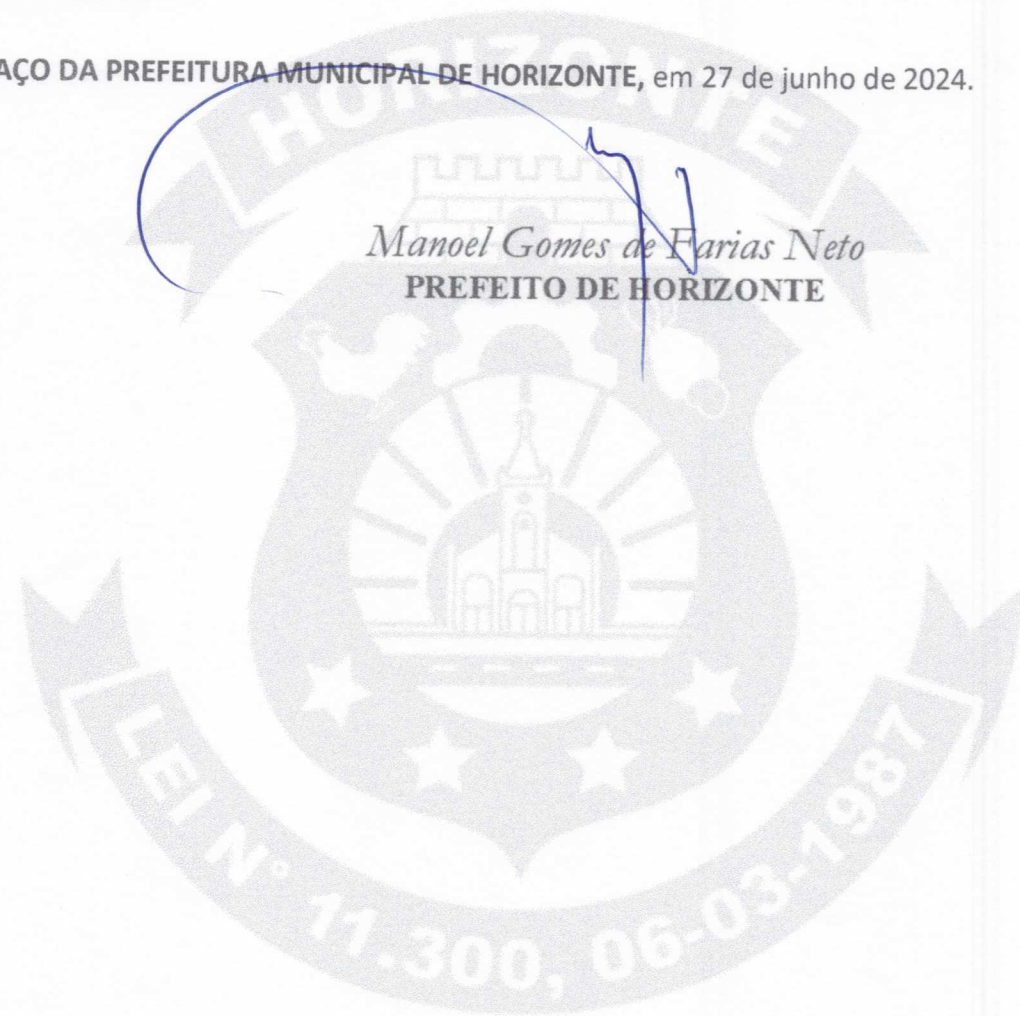 AÇO DA PREFEITURA MUNICIPAL DE HORIZONTE, em 27 de junho de 2024.
HORIZONTE
Manoel Gomes de Farias Neto
PREFEITO DE HORIZONTE
LEI N° 11.300, 06-03-1987